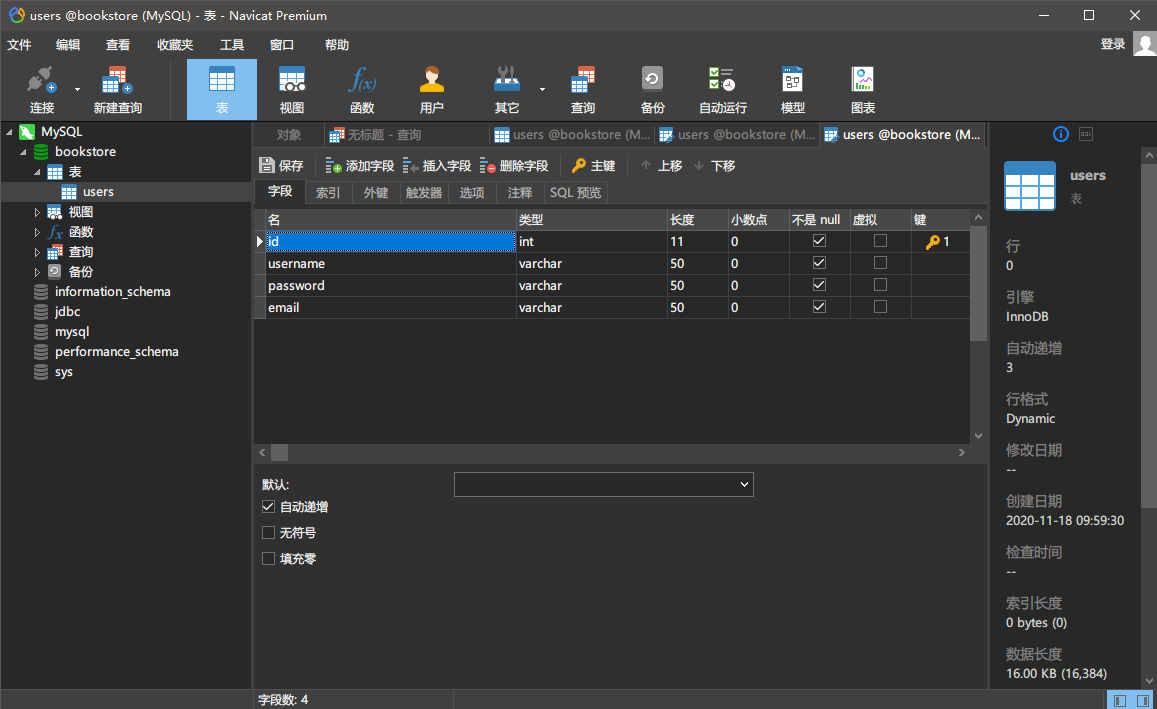 users @bookstore (MySQL) - 表 - Navicat Premium
文件 编辑 查看 收藏夹 工具 窗口 帮助 登录
连接 新建查询 表 视图 函数 用户 其它 查询 备份 自动运行 模型 图表
MySQL
bookstore
表
users
视图
函数
查询
备份
information_schema
jdbc
mysql
performance_schema
sys
对象 无标题 - 查询 users @bookstore (M... users @bookstore (M... users @bookstore (M...
保存 添加字段 插入字段 删除字段 主键 上移 下移
字段 索引 外键 触发器 选项 注释 SQL 预览
名 类型 长度 小数点 不是 null 虚拟 键
id int 11 0 1
username varchar 50 0
password varchar 50 0
email varchar 50 0
默认:
自动递增
无符号
填充零
users
表
行
0
引擎
InnoDB
自动递增
3
行格式
Dynamic
修改日期
--
创建日期
2020-11-18 09:59:30
检查时间
--
索引长度
0 bytes (0)
数据长度
16.00 KB (16,384)
字段数: 4